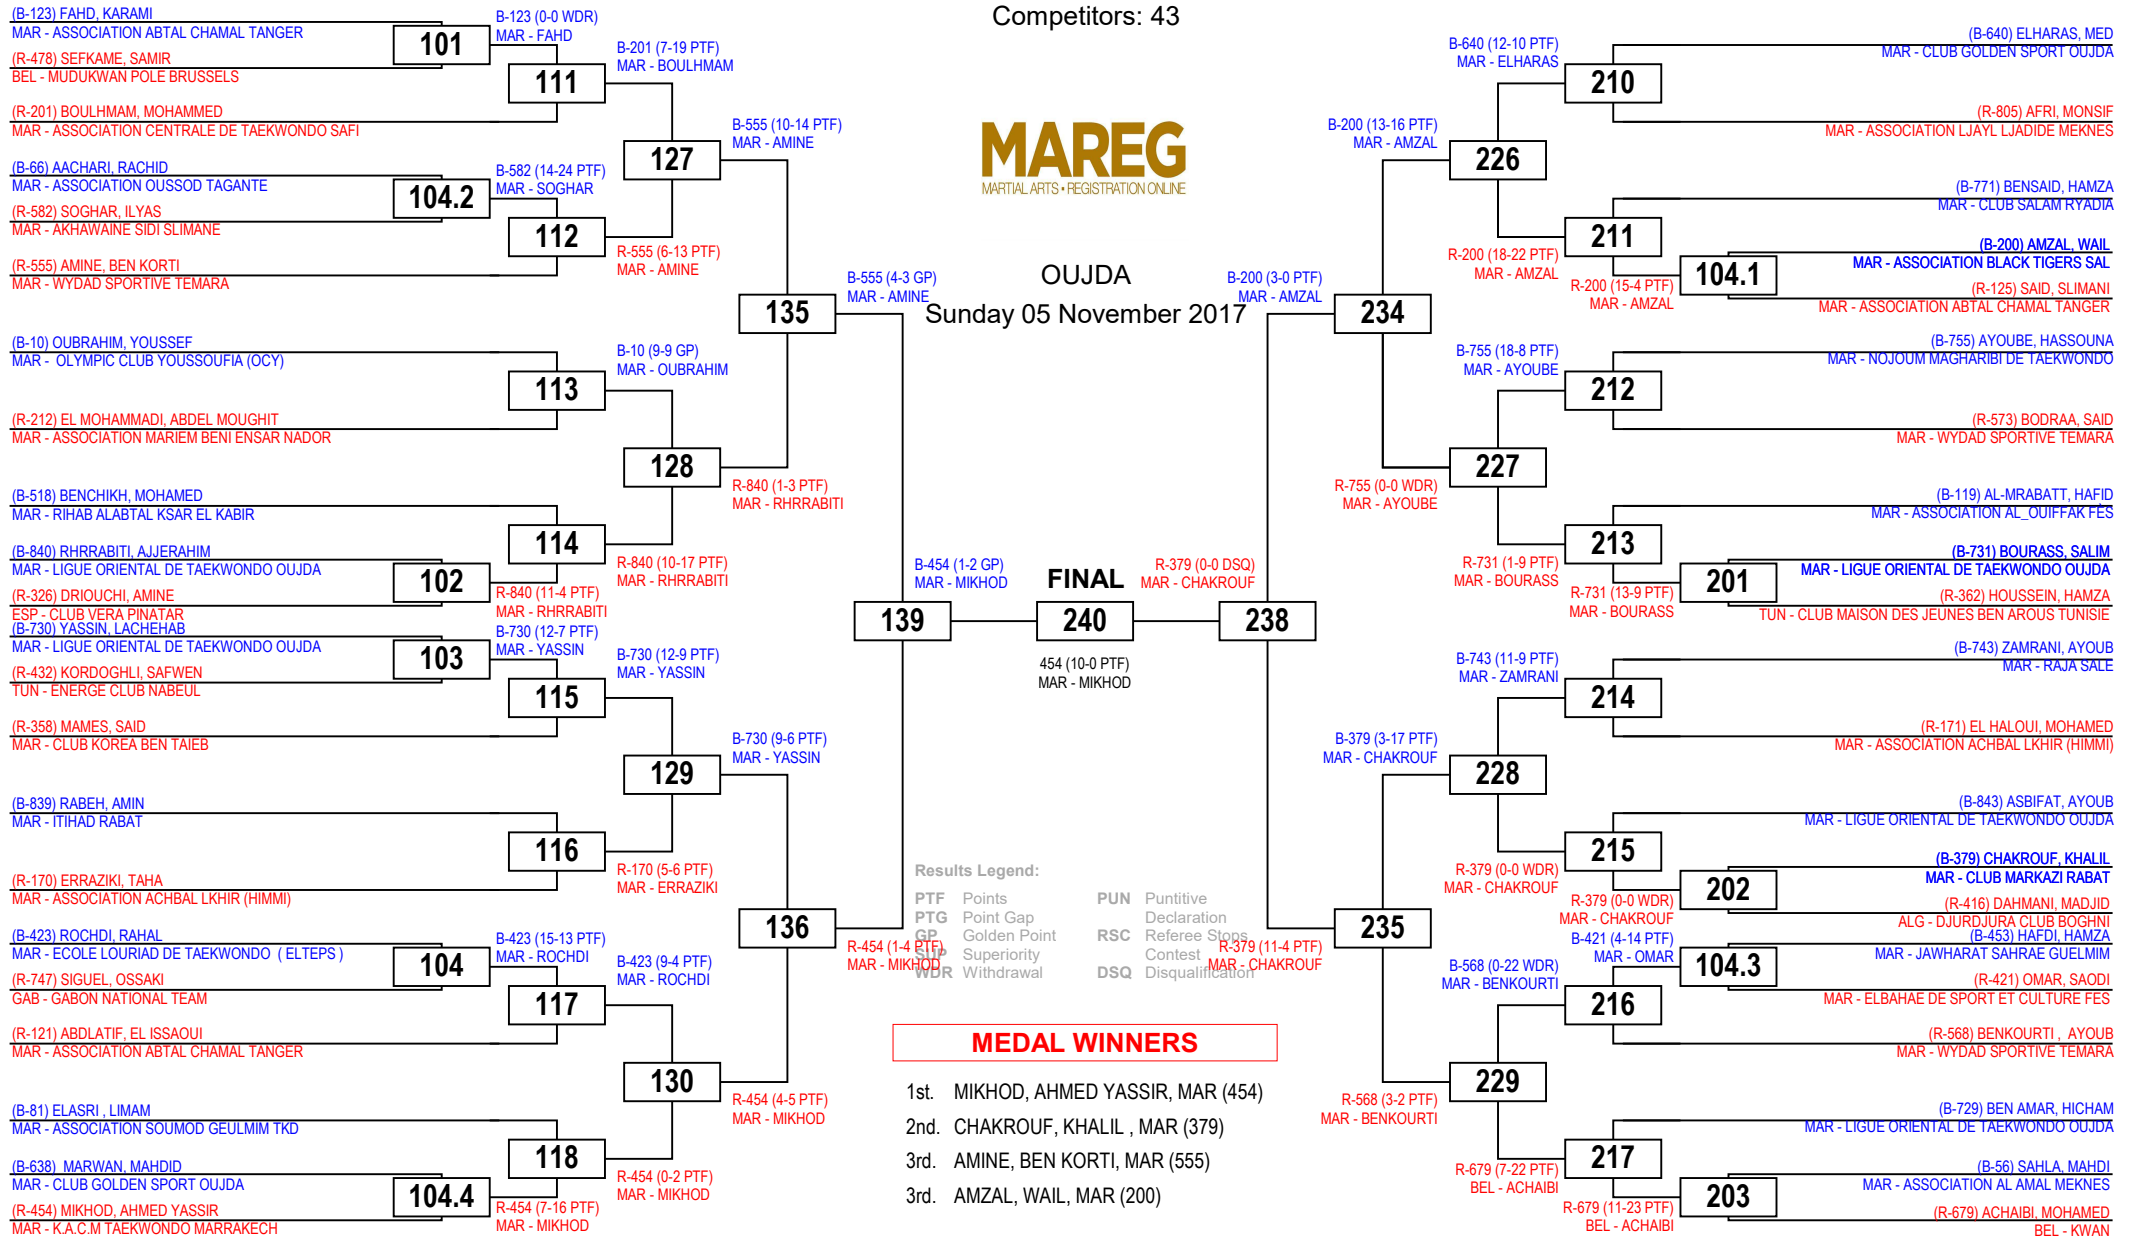 Competitors: 43
MAREG
MARTIAL ARTS • REGISTRATION ONLINE
OUJDA
Sunday 05 November 2017
(B-123) FAHD, KARAMI
MAR - ASSOCIATION ABTAL CHAMAL TANGER
101
(R-478) SEFKAME, SAMIR
BEL - MUDUKWAN POLE BRUSSELS
B-123 (0-0 WDR)
MAR - FAHD
111
(R-201) BOULHMAM, MOHAMMED
MAR - ASSOCIATION CENTRALE DE TAEKWONDO SAFI
B-201 (7-19 PTF)
MAR - BOULHMAM
127
(B-66) AACHARI, RACHID
MAR - ASSOCIATION OUSSOD TAGANTE
104.2
(R-582) SOGHAR, ILYAS
MAR - AKHAWAINE SIDI SLIMANE
B-582 (14-24 PTF)
MAR - SOGHAR
112
(R-555) AMINE, BEN KORTI
MAR - WYDAD SPORTIVE TEMARA
R-555 (6-13 PTF)
MAR - AMINE
B-555 (10-14 PTF)
MAR - AMINE
135
(B-10) OUBRAHIM, YOUSSEF
MAR - OLYMPIC CLUB YOUSSOUFIA (OCY)
113
(R-212) EL MOHAMMADI, ABDEL MOUGHIT
MAR - ASSOCIATION MARIEM BENI ENSAR NADOR
B-10 (9-9 GP)
MAR - OUBRAHIM
128
(B-518) BENCHIKH, MOHAMED
MAR - RIHAB ALABTAL KSAR EL KABIR
114
(B-840) RHRRABITI, AJJERAHIM
MAR - LIGUE ORIENTAL DE TAEKWONDO OUJDA
102
(R-326) DRIOUCHI, AMINE
ESP - CLUB VERA PINATAR
R-840 (11-4 PTF)
MAR - RHRRABITI
R-840 (10-17 PTF)
MAR - RHRRABITI
R-840 (1-3 PTF)
MAR - RHRRABITI
B-555 (4-3 GP)
MAR - AMINE
139
(B-730) YASSIN, LACHEHAB
MAR - LIGUE ORIENTAL DE TAEKWONDO OUJDA
103
(R-432) KORDOGHLI, SAFWEN
TUN - ENERGE CLUB NABEUL
B-730 (12-7 PTF)
MAR - YASSIN
115
(R-358) MAMES, SAID
MAR - CLUB KOREA BEN TAIEB
B-730 (12-9 PTF)
MAR - YASSIN
129
(B-839) RABEH, AMIN
MAR - ITIHAD RABAT
116
(R-170) ERRAZIKI, TAHA
MAR - ASSOCIATION ACHBAL LKHIR (HIMMI)
R-170 (5-6 PTF)
MAR - ERRAZIKI
B-730 (9-6 PTF)
MAR - YASSIN
136
(B-423) ROCHDI, RAHAL
MAR - ECOLE LOURIAD DE TAEKWONDO ( ELTEPS )
104
(R-747) SIGUEL, OSSAKI
GAB - GABON NATIONAL TEAM
B-423 (15-13 PTF)
MAR - ROCHDI
117
(R-121) ABDLATIF, EL ISSAOUI
MAR - ASSOCIATION ABTAL CHAMAL TANGER
B-423 (9-4 PTF)
MAR - ROCHDI
130
(B-81) ELASRI , LIMAM
MAR - ASSOCIATION SOUMOD GEULMIM TKD
118
(B-638) MARWAN, MAHDID
MAR - CLUB GOLDEN SPORT OUJDA
104.4
(R-454) MIKHOD, AHMED YASSIR
MAR - K.A.C.M TAEKWONDO MARRAKECH
R-454 (7-16 PTF)
MAR - MIKHOD
R-454 (0-2 PTF)
MAR - MIKHOD
R-454 (4-5 PTF)
MAR - MIKHOD
R-454 (1-4 PTF)
MAR - MIKHOD
B-454 (1-2 GP)
MAR - MIKHOD
FINAL
240
454 (10-0 PTF)
MAR - MIKHOD
R-379 (0-0 DSQ)
MAR - CHAKROUF
238
B-200 (3-0 PTF)
MAR - AMZAL
234
B-200 (13-16 PTF)
MAR - AMZAL
226
B-640 (12-10 PTF)
MAR - ELHARAS
210
(B-640) ELHARAS, MED
MAR - CLUB GOLDEN SPORT OUJDA
(R-805) AFRI, MONSIF
MAR - ASSOCIATION LJAYL LJADIDE MEKNES
(B-771) BENSAID, HAMZA
MAR - CLUB SALAM RYADIA
211
R-200 (18-22 PTF)
MAR - AMZAL
(B-200) AMZAL, WAIL
MAR - ASSOCIATION BLACK TIGERS SAL
104.1
R-200 (15-4 PTF)
MAR - AMZAL
(R-125) SAID, SLIMANI
MAR - ASSOCIATION ABTAL CHAMAL TANGER
(B-755) AYOUBE, HASSOUNA
MAR - NOJOUM MAGHARIBI DE TAEKWONDO
B-755 (18-8 PTF)
MAR - AYOUBE
212
(R-573) BODRAA, SAID
MAR - WYDAD SPORTIVE TEMARA
227
R-755 (0-0 WDR)
MAR - AYOUBE
(B-119) AL-MRABATT, HAFID
MAR - ASSOCIATION AL_OUIFFAK FES
213
R-731 (1-9 PTF)
MAR - BOURASS
(B-731) BOURASS, SALIM
MAR - LIGUE ORIENTAL DE TAEKWONDO OUJDA
201
R-731 (13-9 PTF)
MAR - BOURASS
(R-362) HOUSSEIN, HAMZA
TUN - CLUB MAISON DES JEUNES BEN AROUS TUNISIE
(B-743) ZAMRANI, AYOUB
MAR - RAJA SALE
B-743 (11-9 PTF)
MAR - ZAMRANI
214
(R-171) EL HALOUI, MOHAMED
MAR - ASSOCIATION ACHBAL LKHIR (HIMMI)
B-379 (3-17 PTF)
MAR - CHAKROUF
228
(B-843) ASBIFAT, AYOUB
MAR - LIGUE ORIENTAL DE TAEKWONDO OUJDA
215
R-379 (0-0 WDR)
MAR - CHAKROUF
(B-379) CHAKROUF, KHALIL
MAR - CLUB MARKAZI RABAT
202
R-379 (0-0 WDR)
MAR - CHAKROUF
(R-416) DAHMANI, MADJID
ALG - DJURDJURA CLUB BOGHNI
235
R-379 (11-4 PTF)
MAR - CHAKROUF
B-421 (4-14 PTF)
MAR - OMAR
(B-453) HAFDI, HAMZA
MAR - JAWHARAT SAHRAE GUELMIM
104.3
(R-421) OMAR, SAODI
MAR - ELBAHAE DE SPORT ET CULTURE FES
B-568 (0-22 WDR)
MAR - BENKOURTI
216
(R-568) BENKOURTI , AYOUB
MAR - WYDAD SPORTIVE TEMARA
229
R-568 (3-2 PTF)
MAR - BENKOURTI
(B-729) BEN AMAR, HICHAM
MAR - LIGUE ORIENTAL DE TAEKWONDO OUJDA
217
R-679 (7-22 PTF)
BEL - ACHAIBI
(B-56) SAHLA, MAHDI
MAR - ASSOCIATION AL AMAL MEKNES
203
R-679 (11-23 PTF)
BEL - ACHAIBI
(R-679) ACHAIBI, MOHAMED
BEL - KWAN
Results Legend:
PTF Points
PTG Point Gap
GP Golden Point
SUP Superiority
WDR Withdrawal
PUN Puntitive
Declaration
RSC Referee Stops
Contest
DSQ Disqualification
MEDAL WINNERS
1st. MIKHOD, AHMED YASSIR, MAR (454)
2nd. CHAKROUF, KHALIL , MAR (379)
3rd. AMINE, BEN KORTI, MAR (555)
3rd. AMZAL, WAIL, MAR (200)